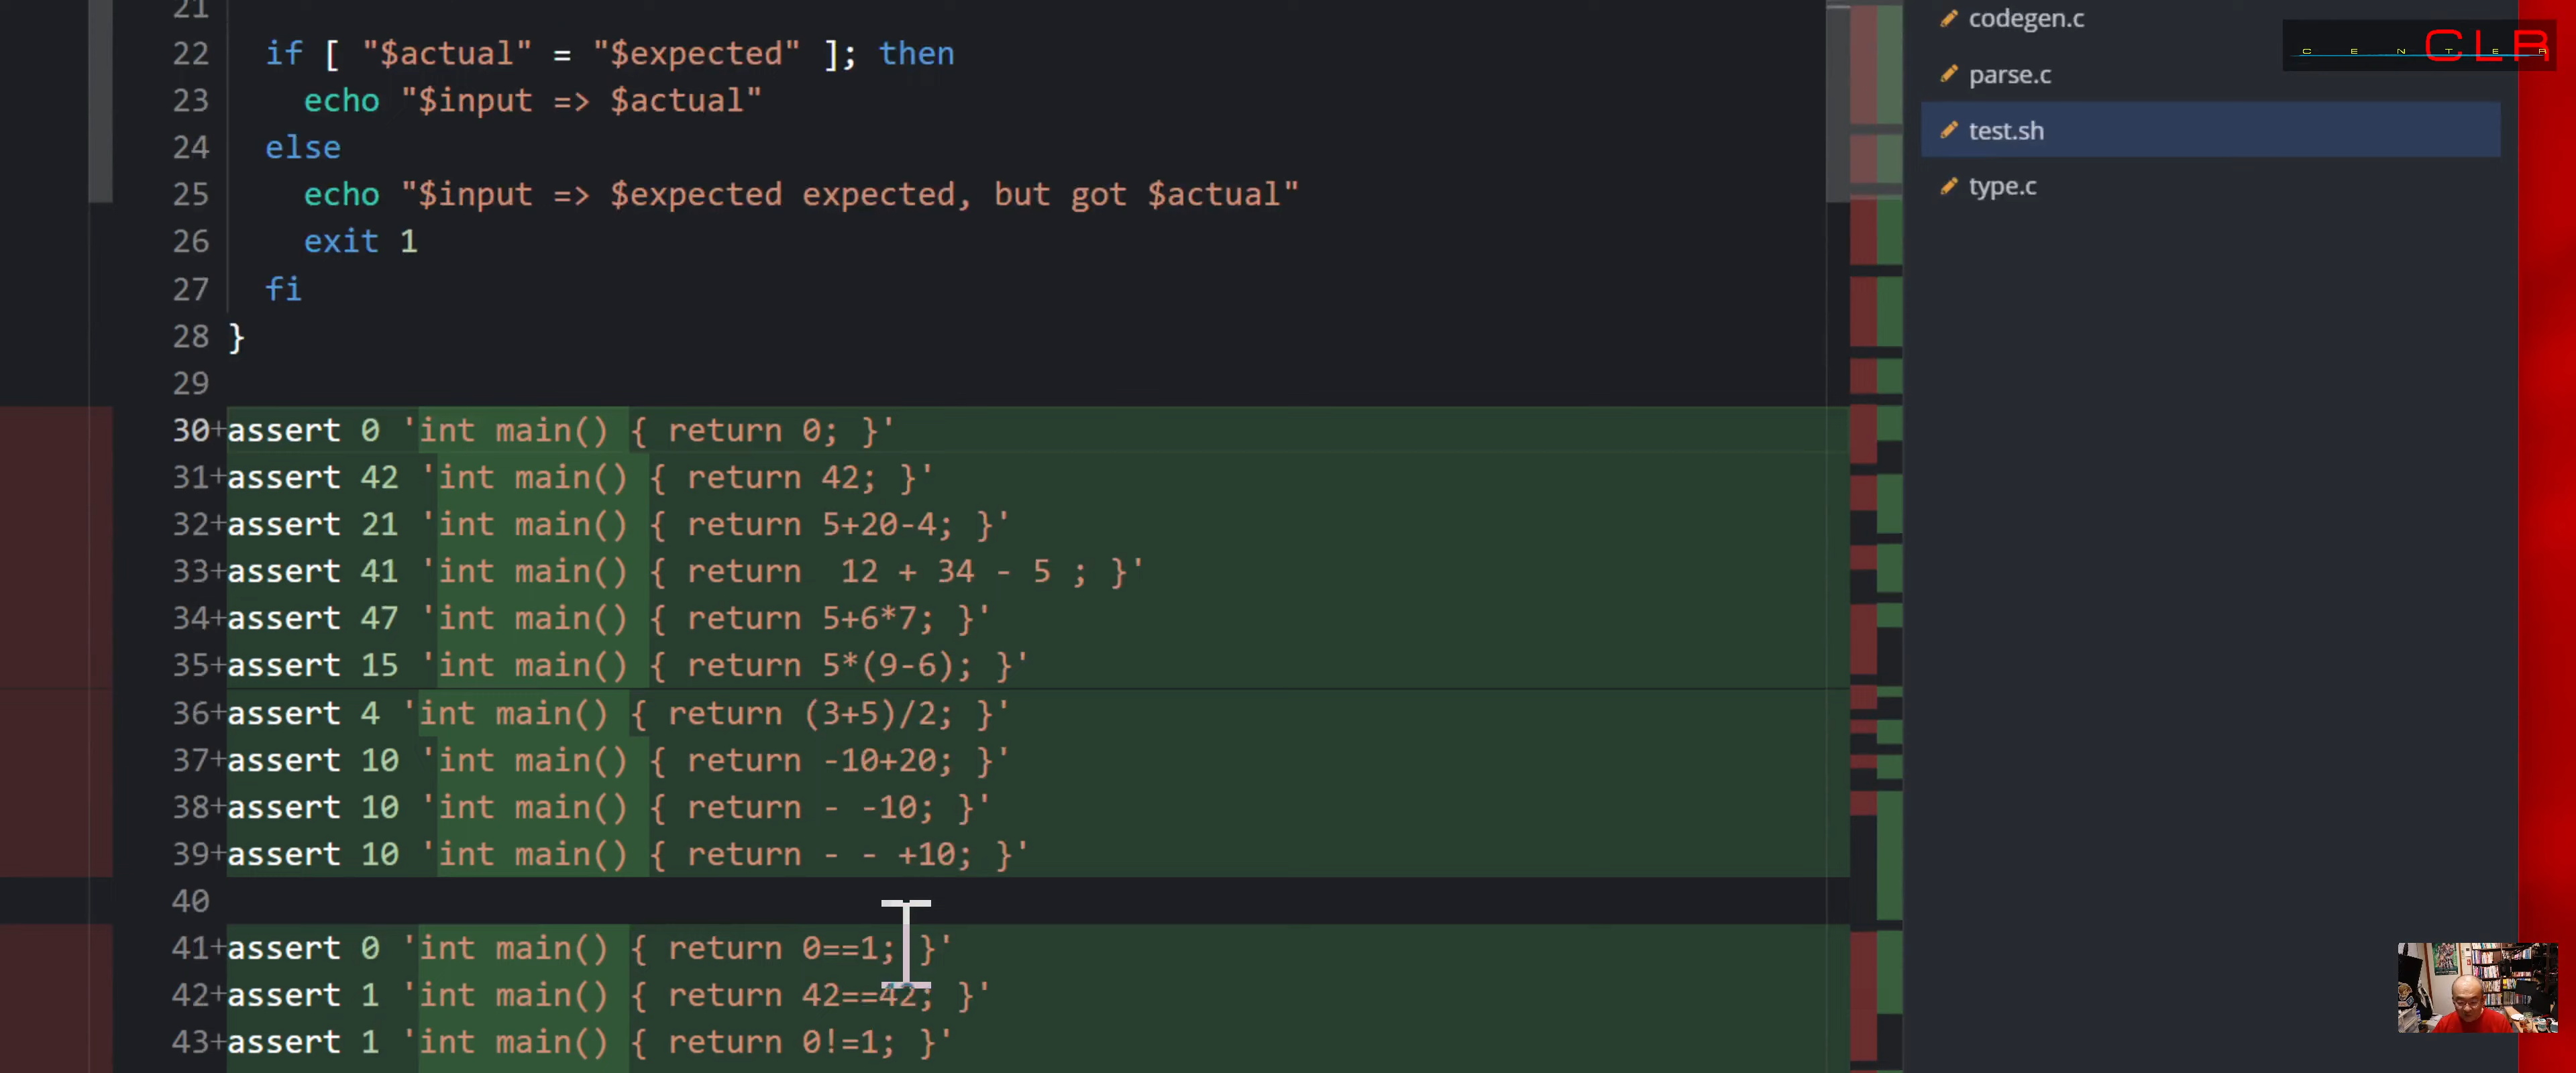 21
22 if [ "$actual" = "$expected" ]; then
23 echo "$input => $actual"
24 else
25 echo "$input => $expected expected, but got $actual"
26 exit 1
27 fi
28 }
29
30+assert 0 'int main() { return 0; }'
31+assert 42 'int main() { return 42; }'
32+assert 21 'int main() { return 5+20-4; }'
33+assert 41 'int main() { return  12 + 34 - 5 ; }'
34+assert 47 'int main() { return 5+6*7; }'
35+assert 15 'int main() { return 5*(9-6); }'
36+assert 4 'int main() { return (3+5)/2; }'
37+assert 10 'int main() { return -10+20; }'
38+assert 10 'int main() { return - -10; }'
39+assert 10 'int main() { return - - +10; }'
40
41+assert 0 'int main() { return 0==1; }'
42+assert 1 'int main() { return 42==42; }'
43+assert 1 'int main() { return 0!=1; }'
codegen.c
parse.c
test.sh
type.c
CENTER CLR